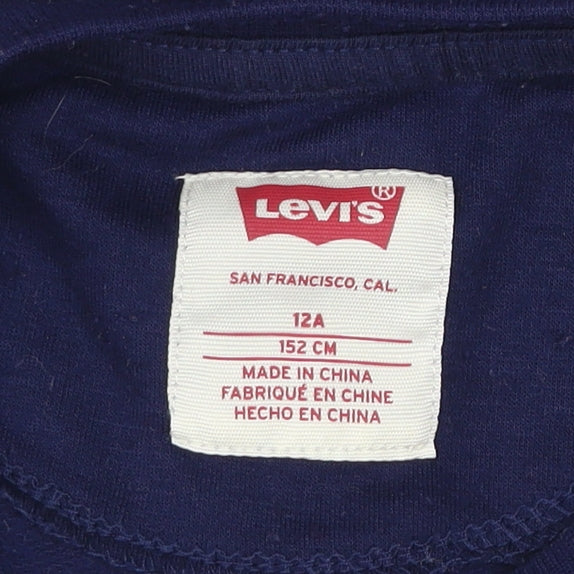 Levi's ®
SAN FRANCISCO, CAL.
12A
152 CM
MADE IN CHINA
FABRIQUÉ EN CHINE
HECHO EN CHINA